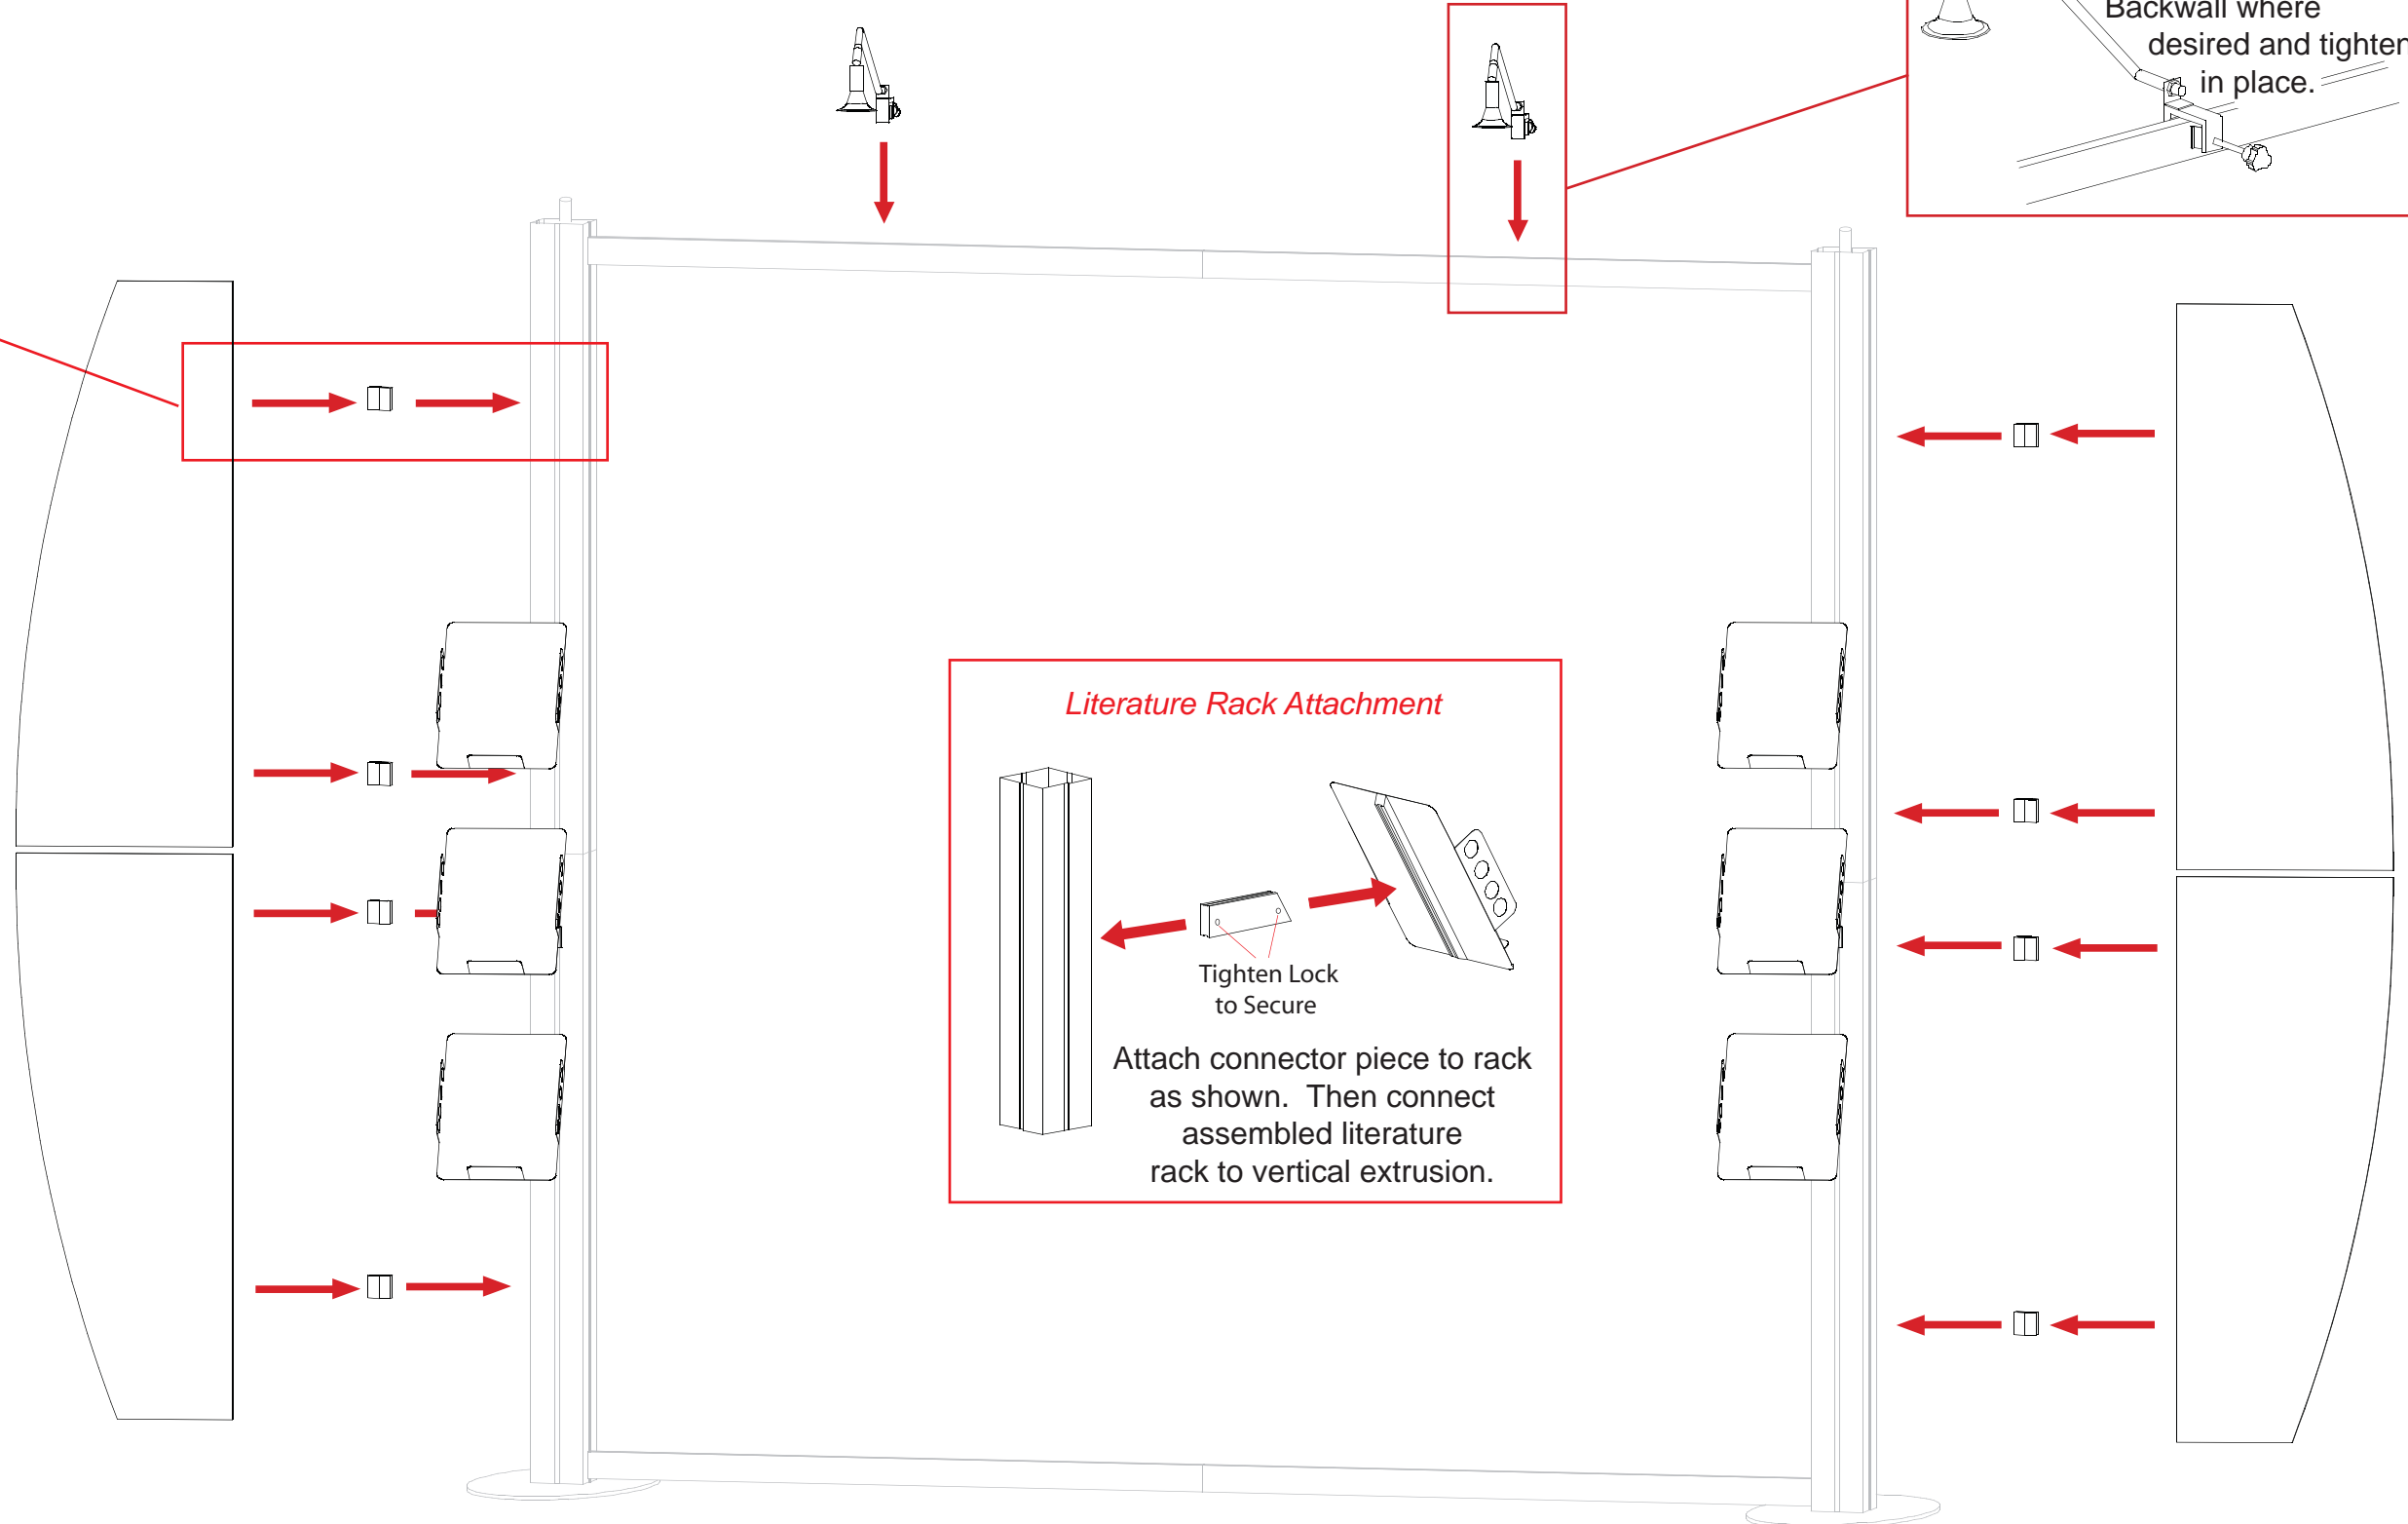 Backwall where
desired and tighten
in place.
Literature Rack Attachment
Tighten Lock
to Secure
Attach connector piece to rack
as shown.  Then connect
assembled literature
rack to vertical extrusion.